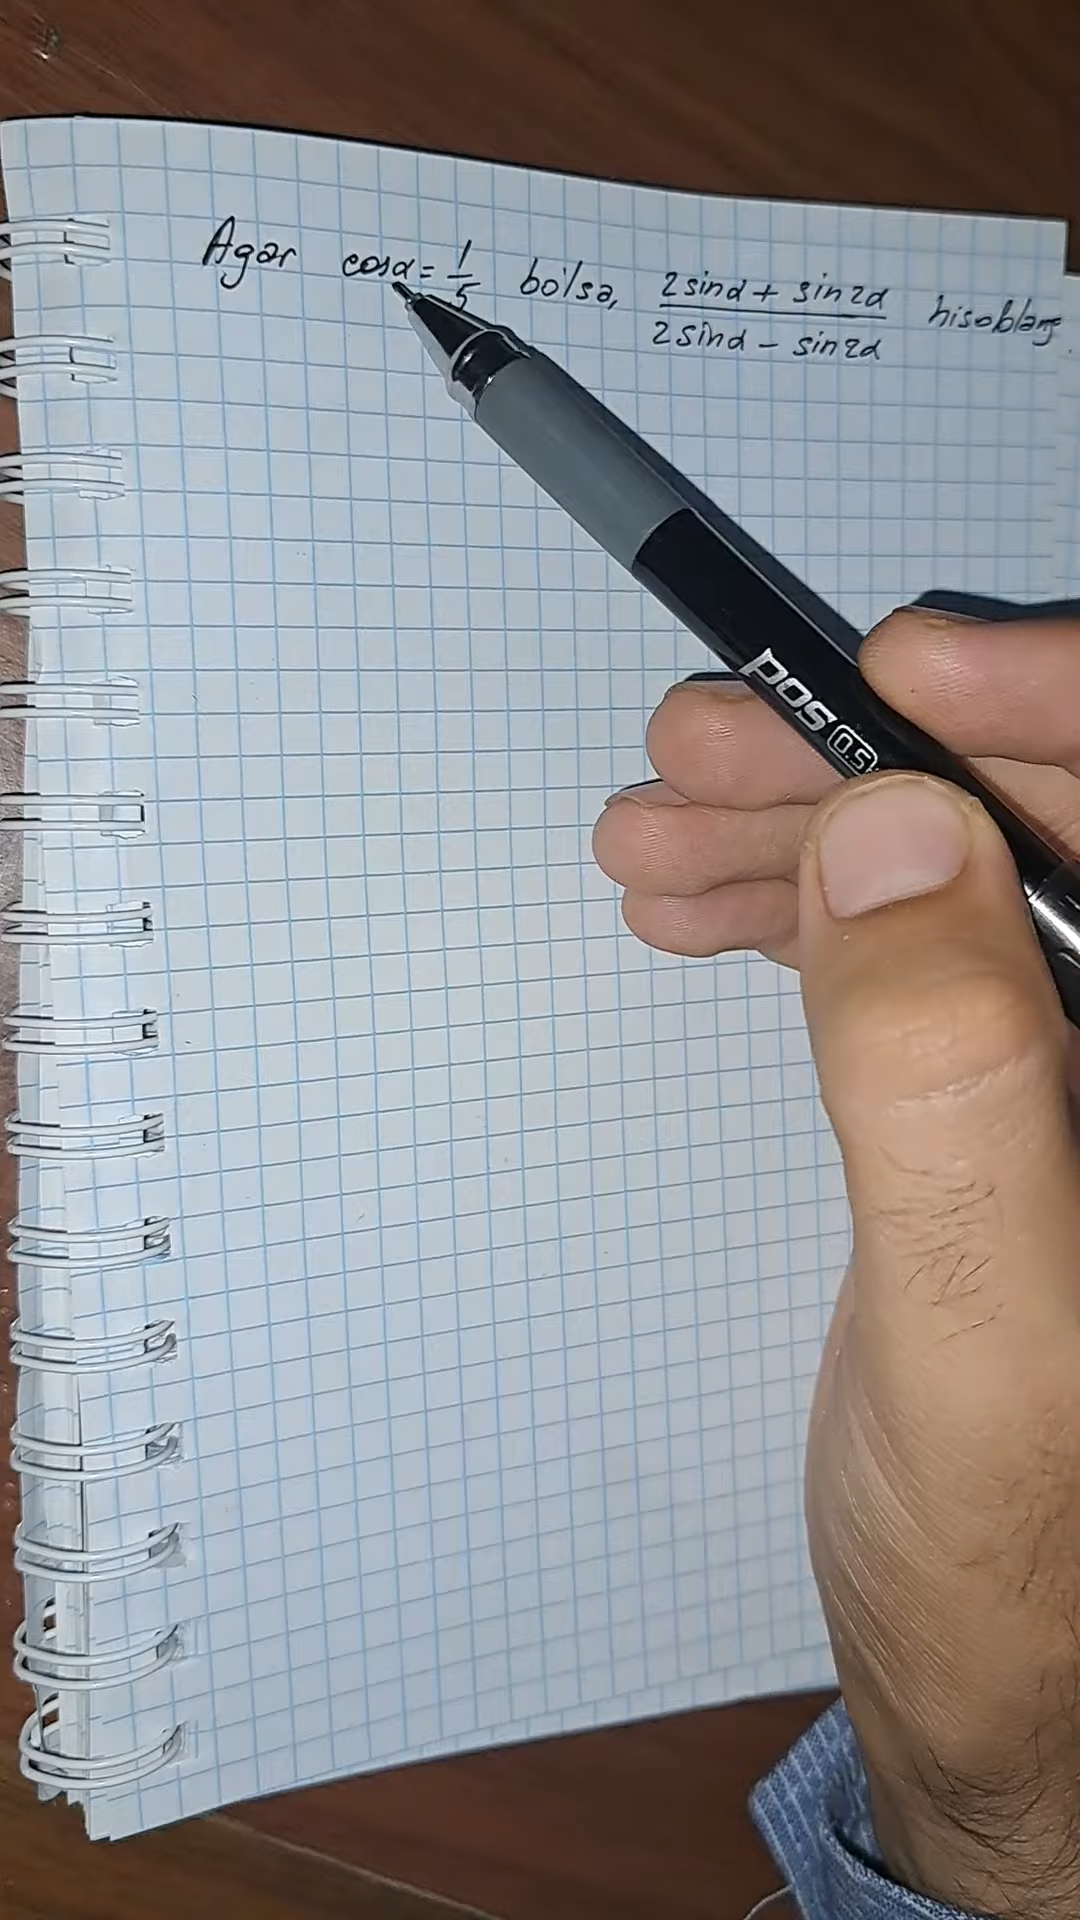 Agar cosα = 1/5 bo'lsa, (2sinα + sin2α)/(2sinα − sin2α) hisoblang.
pos 0.5